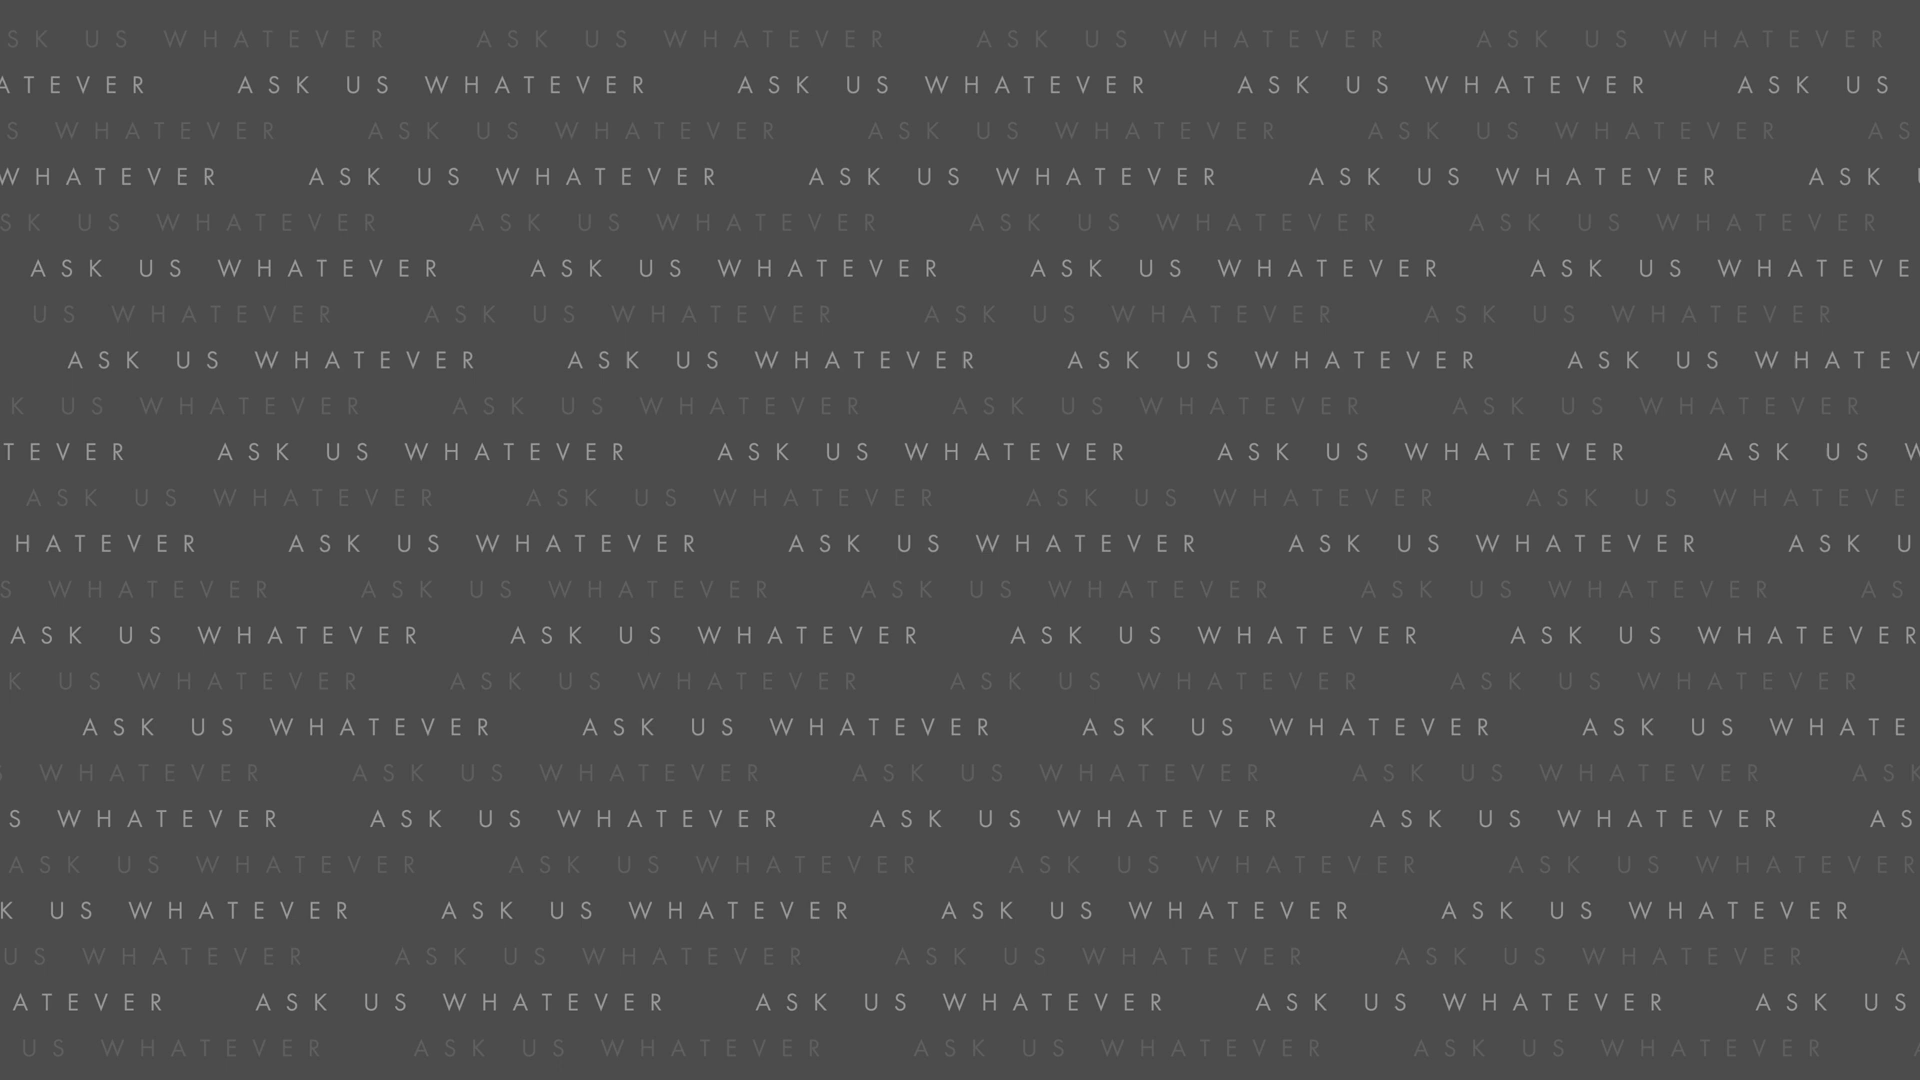 SK US WHATEVER ASK US WHATEVER ASK US WHATEVER ASK US WHATEVER
ATEVER ASK US WHATEVER ASK US WHATEVER ASK US WHATEVER ASK US
S WHATEVER ASK US WHATEVER ASK US WHATEVER ASK US WHATEVER AS
WHATEVER ASK US WHATEVER ASK US WHATEVER ASK US WHATEVER ASK U
SK US WHATEVER ASK US WHATEVER ASK US WHATEVER ASK US WHATEVER
ASK US WHATEVER ASK US WHATEVER ASK US WHATEVER ASK US WHATEVE
US WHATEVER ASK US WHATEVER ASK US WHATEVER ASK US WHATEVER
ASK US WHATEVER ASK US WHATEVER ASK US WHATEVER ASK US WHATEV
K US WHATEVER ASK US WHATEVER ASK US WHATEVER ASK US WHATEVER
TEVER ASK US WHATEVER ASK US WHATEVER ASK US WHATEVER ASK US W
ASK US WHATEVER ASK US WHATEVER ASK US WHATEVER ASK US WHATEVE
HATEVER ASK US WHATEVER ASK US WHATEVER ASK US WHATEVER ASK U
S WHATEVER ASK US WHATEVER ASK US WHATEVER ASK US WHATEVER AS
ASK US WHATEVER ASK US WHATEVER ASK US WHATEVER ASK US WHATEVER
K US WHATEVER ASK US WHATEVER ASK US WHATEVER ASK US WHATEVER
ASK US WHATEVER ASK US WHATEVER ASK US WHATEVER ASK US WHATE
S WHATEVER ASK US WHATEVER ASK US WHATEVER ASK US WHATEVER ASK
S WHATEVER ASK US WHATEVER ASK US WHATEVER ASK US WHATEVER AS
ASK US WHATEVER ASK US WHATEVER ASK US WHATEVER ASK US WHATEVER
K US WHATEVER ASK US WHATEVER ASK US WHATEVER ASK US WHATEVER
US WHATEVER ASK US WHATEVER ASK US WHATEVER ASK US WHATEVER A
ATEVER ASK US WHATEVER ASK US WHATEVER ASK US WHATEVER ASK US
US WHATEVER ASK US WHATEVER ASK US WHATEVER ASK US WHATEVER